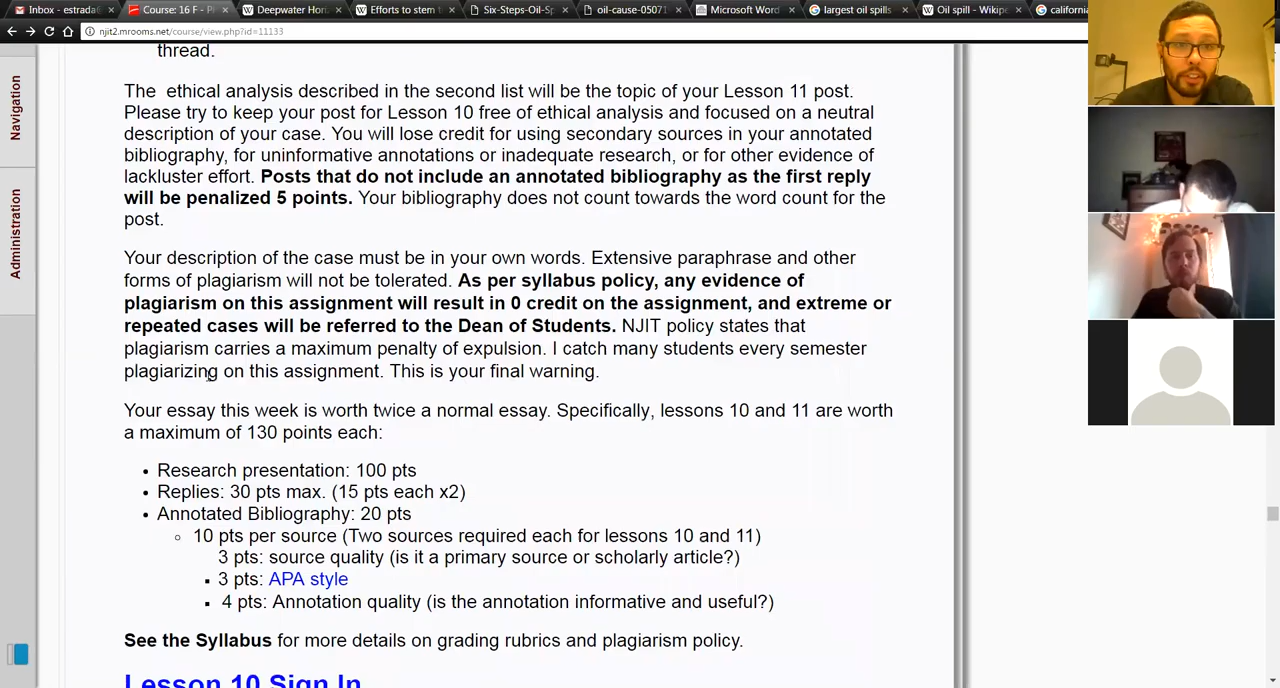 Inbox - estrada@
Course: 16 F - P
Deepwater Hori
Efforts to stem t
Six-Steps-Oil-Sp
oil-cause-05071
Microsoft Word
largest oil spills
Oil spill - Wikipe
california
njit2.mrooms.net/course/view.php?id=11133
Navigation
Administration
thread.
The ethical analysis described in the second list will be the topic of your Lesson 11 post.
Please try to keep your post for Lesson 10 free of ethical analysis and focused on a neutral
description of your case. You will lose credit for using secondary sources in your annotated
bibliography, for uninformative annotations or inadequate research, or for other evidence of
lackluster effort. Posts that do not include an annotated bibliography as the first reply
will be penalized 5 points. Your bibliography does not count towards the word count for the
post.
Your description of the case must be in your own words. Extensive paraphrase and other
forms of plagiarism will not be tolerated. As per syllabus policy, any evidence of
plagiarism on this assignment will result in 0 credit on the assignment, and extreme or
repeated cases will be referred to the Dean of Students. NJIT policy states that
plagiarism carries a maximum penalty of expulsion. I catch many students every semester
plagiarizing on this assignment. This is your final warning.
Your essay this week is worth twice a normal essay. Specifically, lessons 10 and 11 are worth
a maximum of 130 points each:
Research presentation: 100 pts
Replies: 30 pts max. (15 pts each x2)
Annotated Bibliography: 20 pts
10 pts per source (Two sources required each for lessons 10 and 11)
3 pts: source quality (is it a primary source or scholarly article?)
3 pts: APA style
4 pts: Annotation quality (is the annotation informative and useful?)
See the Syllabus for more details on grading rubrics and plagiarism policy.
Lesson 10 Sign In